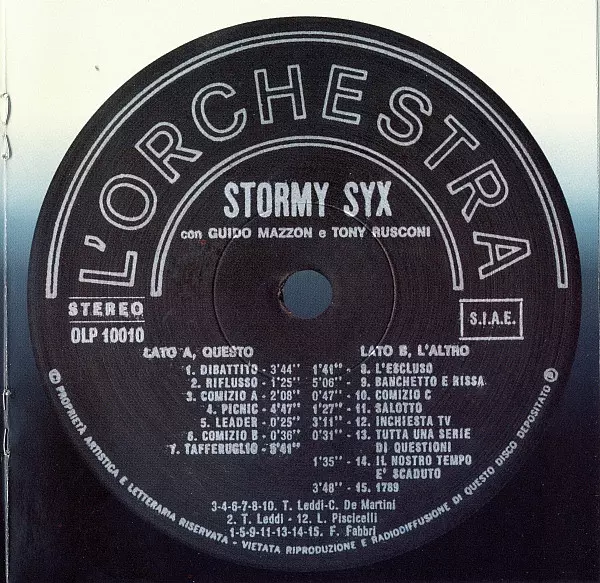 L'ORCHESTRA
STORMY SYX
con GUIDO MAZZON e TONY RUSCONI
STEREO
OLP 10010
S.I.A.E.
LATO A, QUESTO
1. DIBATTITO - 3'44''
2. RIFLUSSO - 1'25''
3. COMIZIO A - 2'08''
4. PICNIC - 4'47''
5. LEADER - 0'25''
6. COMIZIO B - 0'36''
7. TAFFERUGLIO - 3'41''
LATO B, L'ALTRO
1'41'' - 8. L'ESCLUSO
5'06'' - 9. BANCHETTO E RISSA
0'47'' - 10. COMIZIO C
1'27'' - 11. SALOTTO
3'11'' - 12. INCHIESTA TV
0'31'' - 13. TUTTA UNA SERIE
DI QUESTIONI
1'35'' - 14. IL NOSTRO TEMPO
E' SCADUTO
3'48'' - 15. 1789
3-4-6-7-8-10. T. Leddi-C. De Martini
2. T. Leddi - 12. L. Piscicelli
1-5-9-11-13-14-15. F. Fabbri
© PROPRIETA ARTISTICA E LETTERARIA RISERVATA - VIETATA RIPRODUZIONE E RADIODIFFUSIONE DI QUESTO DISCO DEPOSITATO ℗